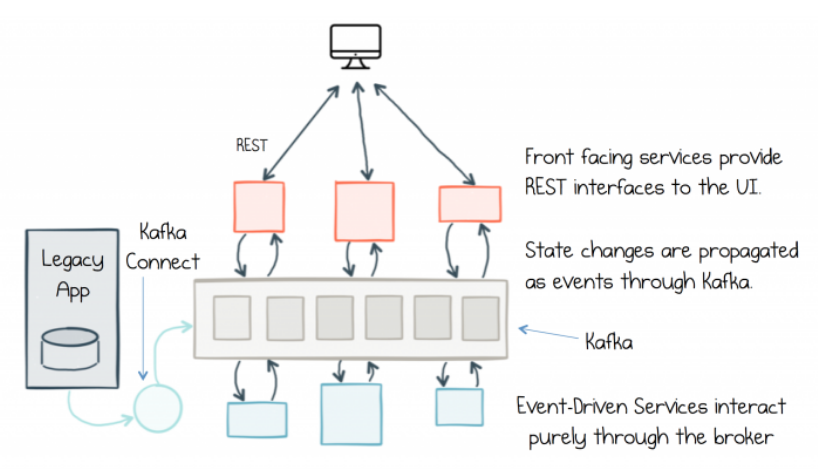 REST
Front facing services provide
REST interfaces to the UI.
Kafka
Connect
Legacy
App
State changes are propagated
as events through Kafka.
Kafka
Event-Driven Services interact
purely through the broker